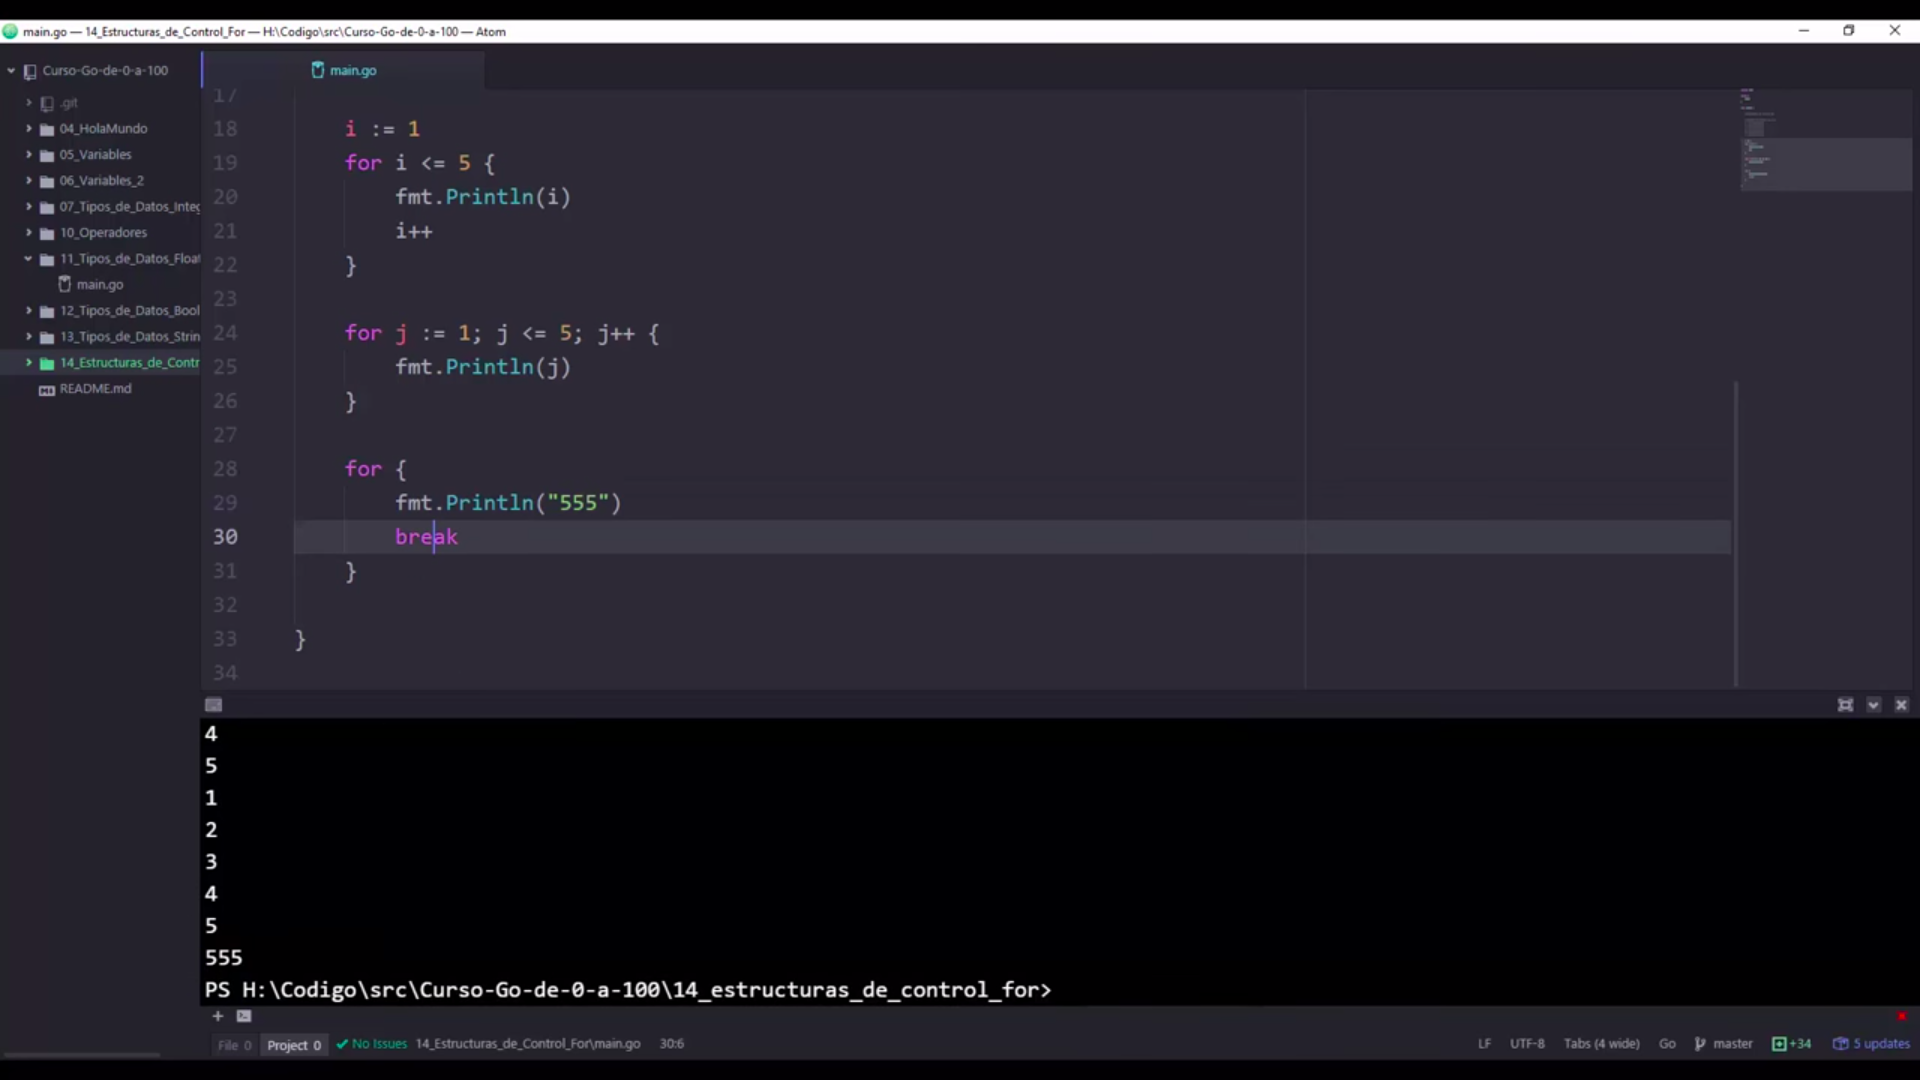 main.go — 14_Estructuras_de_Control_For — H:\Codigo\src\Curso-Go-de-0-a-100 — Atom
Curso-Go-de-0-a-100
.git
04_HolaMundo
05_Variables
06_Variables_2
07_Tipos_de_Datos_Integ
10_Operadores
11_Tipos_de_Datos_Float
main.go
12_Tipos_de_Datos_Bool
13_Tipos_de_Datos_Strin
14_Estructuras_de_Contr
README.md
main.go
17
18 i := 1
19 for i <= 5 {
20 fmt.Println(i)
21 i++
22 }
23
24 for j := 1; j <= 5; j++ {
25 fmt.Println(j)
26 }
27
28 for {
29 fmt.Println("555")
30 break
31 }
32
33 }
34
4
5
1
2
3
4
5
555
PS H:\Codigo\src\Curso-Go-de-0-a-100\14_estructuras_de_control_for>
File 0 Project 0 No Issues 14_Estructuras_de_Control_For\main.go 30:6 LF UTF-8 Tabs (4 wide) Go master +34 5 updates